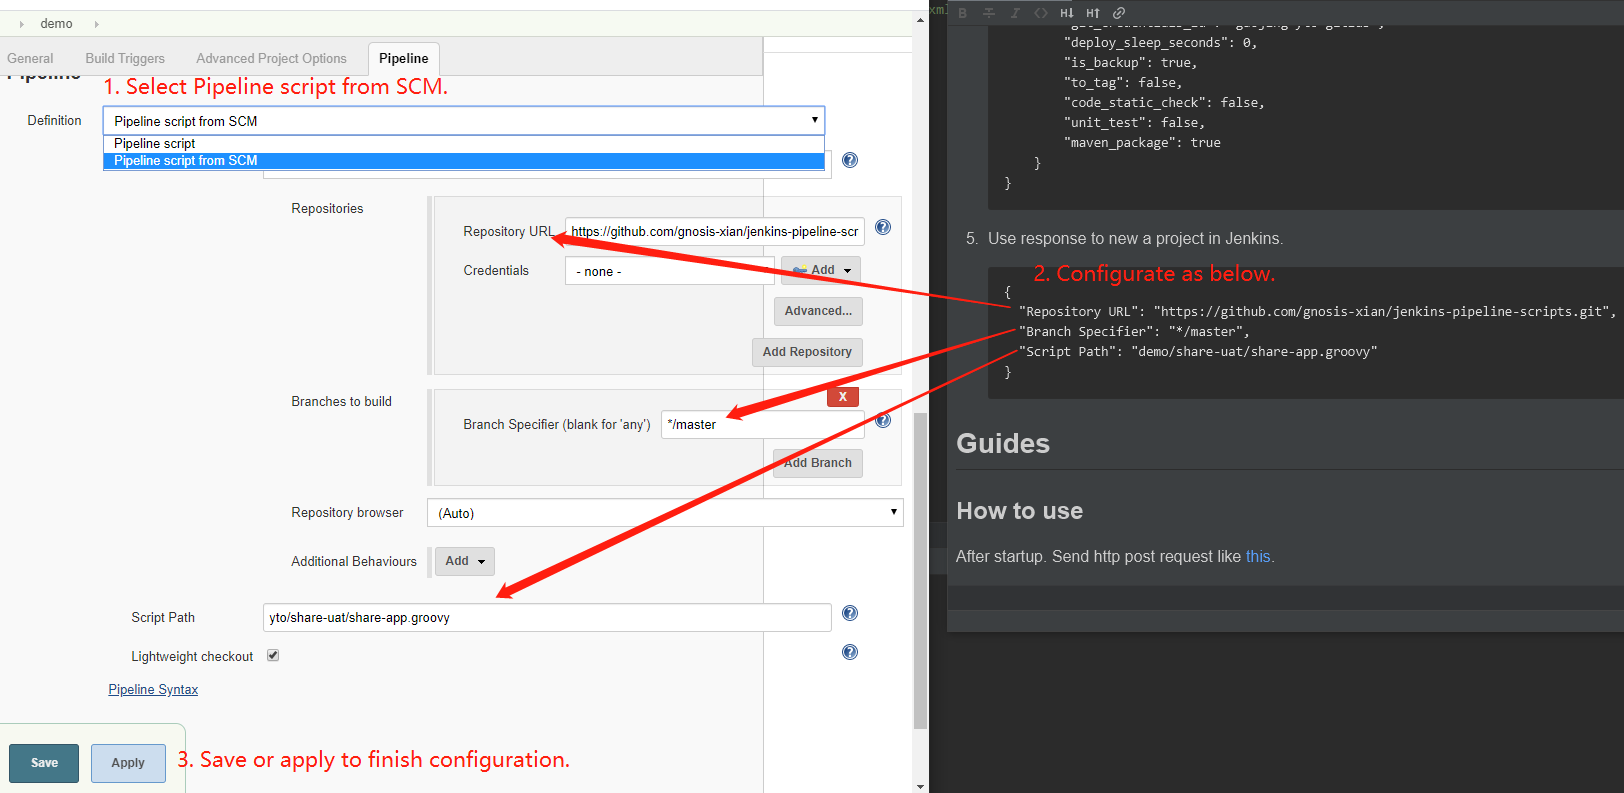 demo
General
Build Triggers
Advanced Project Options
Pipeline
1. Select Pipeline script from SCM.
Definition
Pipeline script from SCM
Pipeline script
Pipeline script from SCM
Repositories
Repository URL
https://github.com/gnosis-xian/jenkins-pipeline-scr
Credentials
- none -
Add
Advanced...
Add Repository
Branches to build
X
Branch Specifier (blank for 'any')
*/master
Add Branch
Repository browser
(Auto)
Additional Behaviours
Add
Script Path
yto/share-uat/share-app.groovy
Lightweight checkout
Pipeline Syntax
Save
Apply
3. Save or apply to finish configuration.
xml
B
I
<>
H↓
H↑
"deploy_sleep_seconds": 0,
"is_backup": true,
"to_tag": false,
"code_static_check": false,
"unit_test": false,
"maven_package": true
}
}
5. Use response to new a project in Jenkins.
2. Configurate as below.
{
"Repository URL": "https://github.com/gnosis-xian/jenkins-pipeline-scripts.git",
"Branch Specifier": "*/master",
"Script Path": "demo/share-uat/share-app.groovy"
}
Guides
How to use
After startup. Send http post request like this.